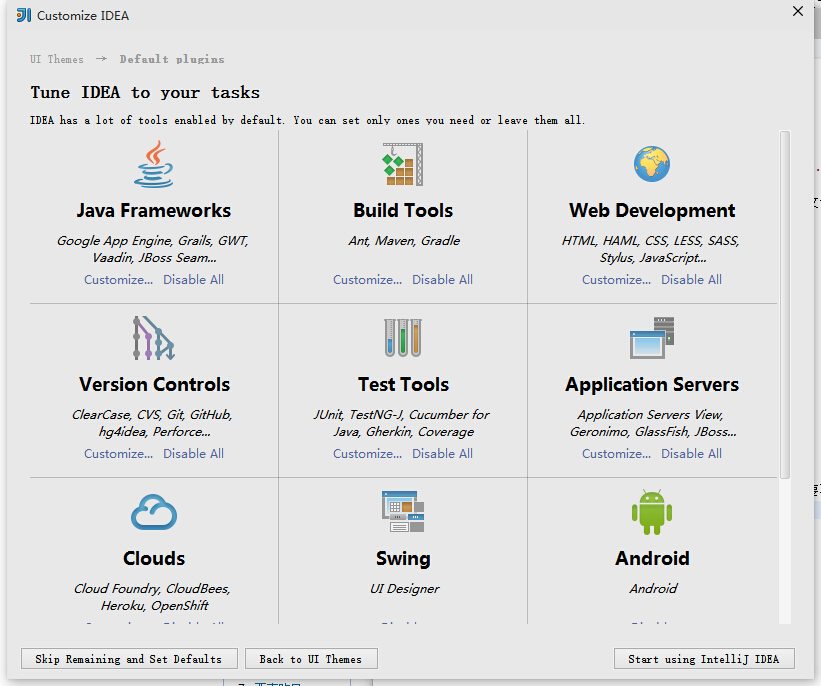 Customize IDEA
UI Themes → Default plugins
Tune IDEA to your tasks
IDEA has a lot of tools enabled by default. You can set only ones you need or leave them all.
Java Frameworks
Google App Engine, Grails, GWT,
Vaadin, JBoss Seam...
Customize... Disable All
Build Tools
Ant, Maven, Gradle
Customize... Disable All
Web Development
HTML, HAML, CSS, LESS, SASS,
Stylus, JavaScript...
Customize... Disable All
Version Controls
ClearCase, CVS, Git, GitHub,
hg4idea, Perforce...
Customize... Disable All
Test Tools
JUnit, TestNG-J, Cucumber for
Java, Gherkin, Coverage
Customize... Disable All
Application Servers
Application Servers View,
Geronimo, GlassFish, JBoss...
Customize... Disable All
Clouds
Cloud Foundry, CloudBees,
Heroku, OpenShift
Swing
UI Designer
Android
Android
Skip Remaining and Set Defaults
Back to UI Themes
Start using IntelliJ IDEA